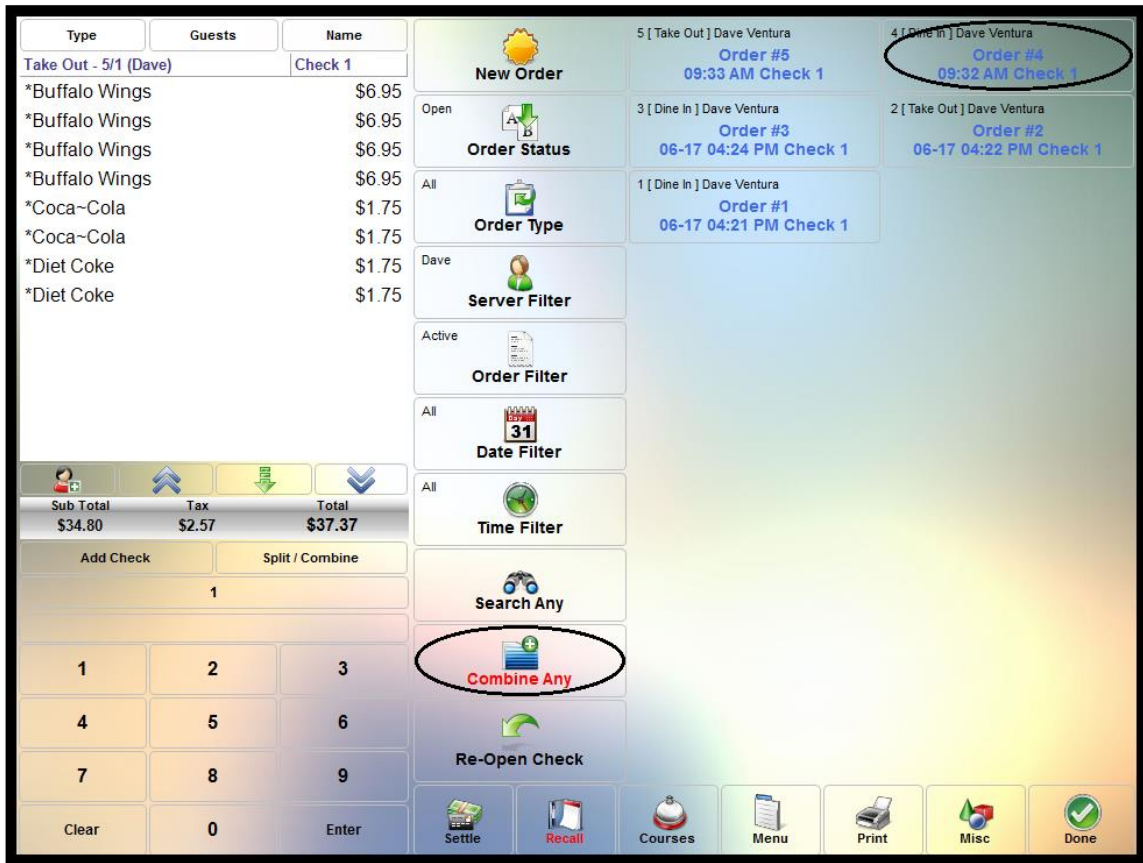 Type Guests Name
Take Out - 5/1 (Dave) Check 1
*Buffalo Wings $6.95
*Buffalo Wings $6.95
*Buffalo Wings $6.95
*Buffalo Wings $6.95
*Coca~Cola $1.75
*Coca~Cola $1.75
*Diet Coke $1.75
*Diet Coke $1.75
Sub Total Tax Total
$34.80 $2.57 $37.37
Add Check Split / Combine
1
1 2 3
4 5 6
7 8 9
Clear 0 Enter
New Order
Open
A B
Order Status
All
Order Type
Dave
Server Filter
Active
Order Filter
All
31
Date Filter
All
Time Filter
Search Any
Combine Any
Re-Open Check
5 [ Take Out ] Dave Ventura
Order #5
09:33 AM Check 1
4 [ Dine In ] Dave Ventura
Order #4
09:32 AM Check 1
3 [ Dine In ] Dave Ventura
Order #3
06-17 04:24 PM Check 1
2 [ Take Out ] Dave Ventura
Order #2
06-17 04:22 PM Check 1
1 [ Dine In ] Dave Ventura
Order #1
06-17 04:21 PM Check 1
Settle Recall Courses Menu Print Misc Done